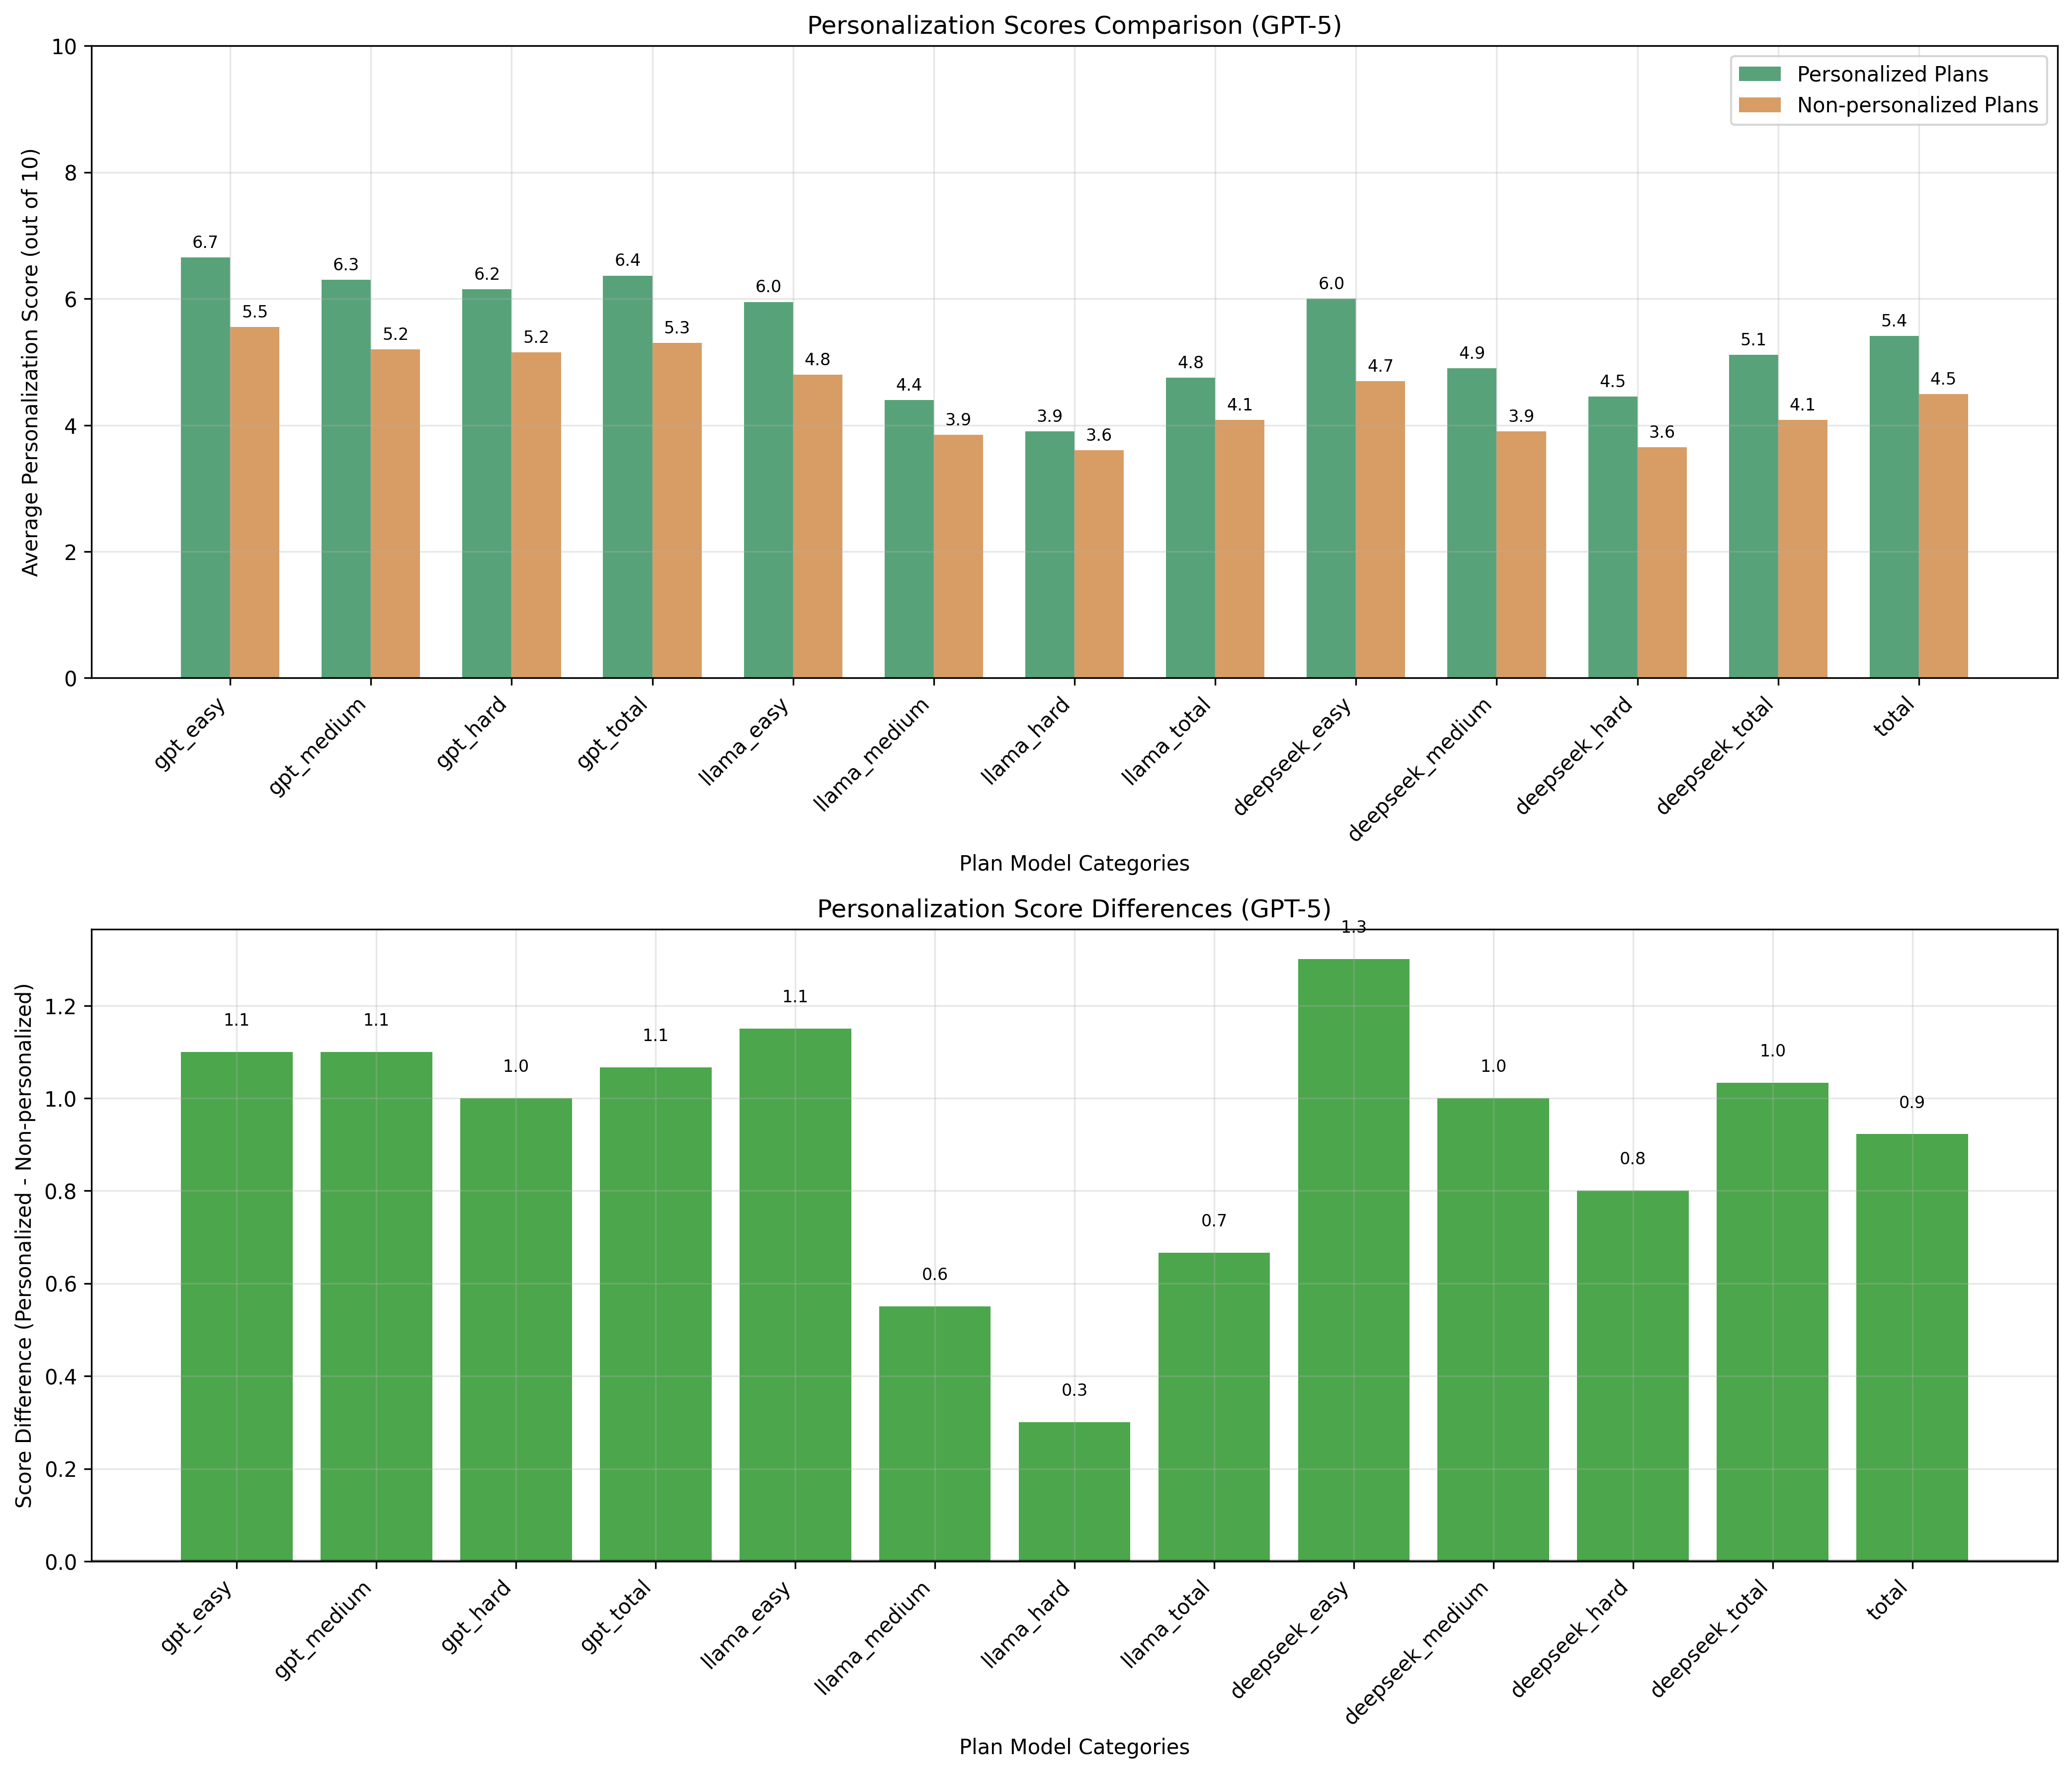 Personalization Scores Comparison (GPT-5)
Average Personalization Score (out of 10)
10
8
6
4
2
0
Personalized Plans
Non-personalized Plans
6.7
5.5
6.3
5.2
6.2
5.2
6.4
5.3
6.0
4.8
4.4
3.9
3.9
3.6
4.8
4.1
6.0
4.7
4.9
3.9
4.5
3.6
5.1
4.1
5.4
4.5
gpt_easy
gpt_medium
gpt_hard
gpt_total
llama_easy
llama_medium
llama_hard
llama_total
deepseek_easy
deepseek_medium
deepseek_hard
deepseek_total
total
Plan Model Categories
Personalization Score Differences (GPT-5)
Score Difference (Personalized - Non-personalized)
1.2
1.0
0.8
0.6
0.4
0.2
0.0
1.1
1.1
1.0
1.1
1.1
0.6
0.3
0.7
1.3
1.0
0.8
1.0
0.9
gpt_easy
gpt_medium
gpt_hard
gpt_total
llama_easy
llama_medium
llama_hard
llama_total
deepseek_easy
deepseek_medium
deepseek_hard
deepseek_total
total
Plan Model Categories